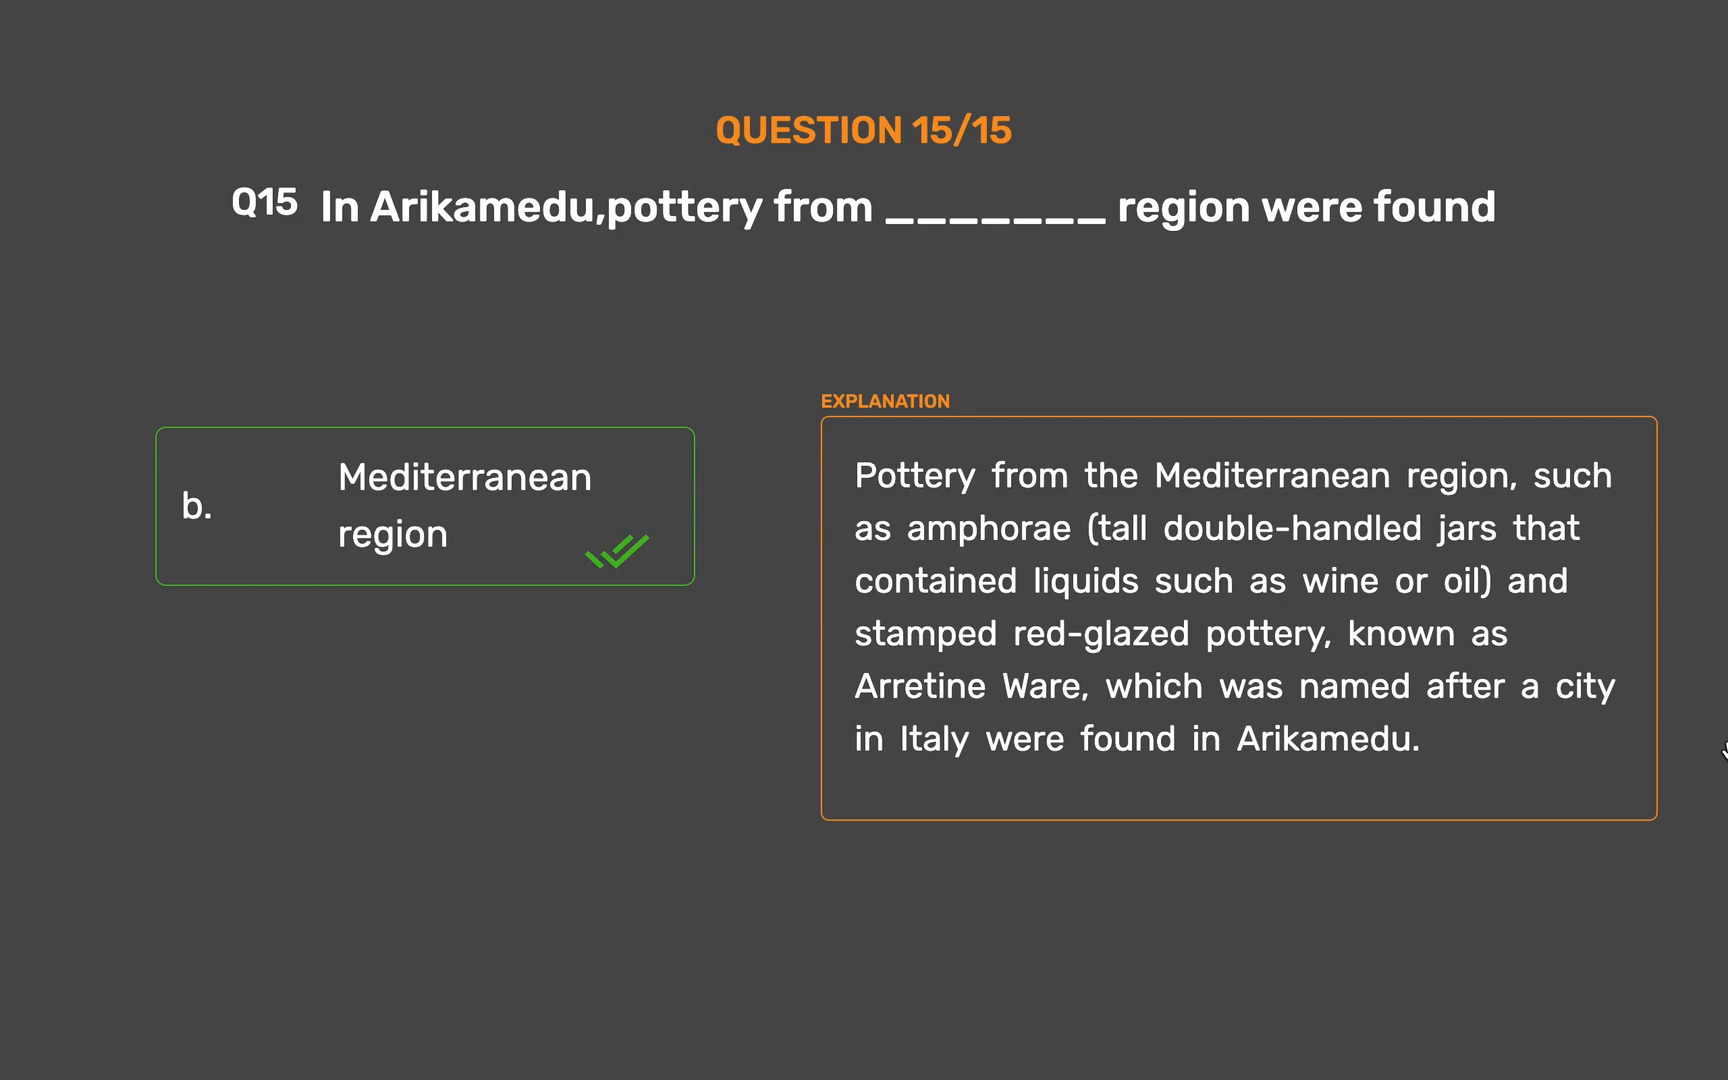 QUESTION 15/15
Q15 In Arikamedu,pottery from _______ region were found
b.
Mediterranean
region
EXPLANATION
Pottery from the Mediterranean region, such
as amphorae (tall double-handled jars that
contained liquids such as wine or oil) and
stamped red-glazed pottery, known as
Arretine Ware, which was named after a city
in Italy were found in Arikamedu.